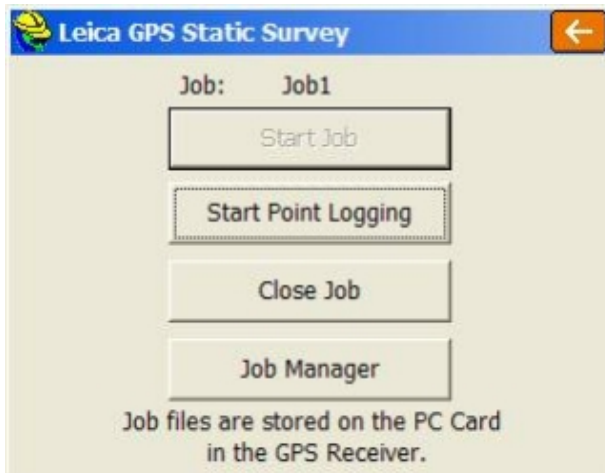 Leica GPS Static Survey
Job: Job1
Start Job
Start Point Logging
Close Job
Job Manager
Job files are stored on the PC Card
in the GPS Receiver.